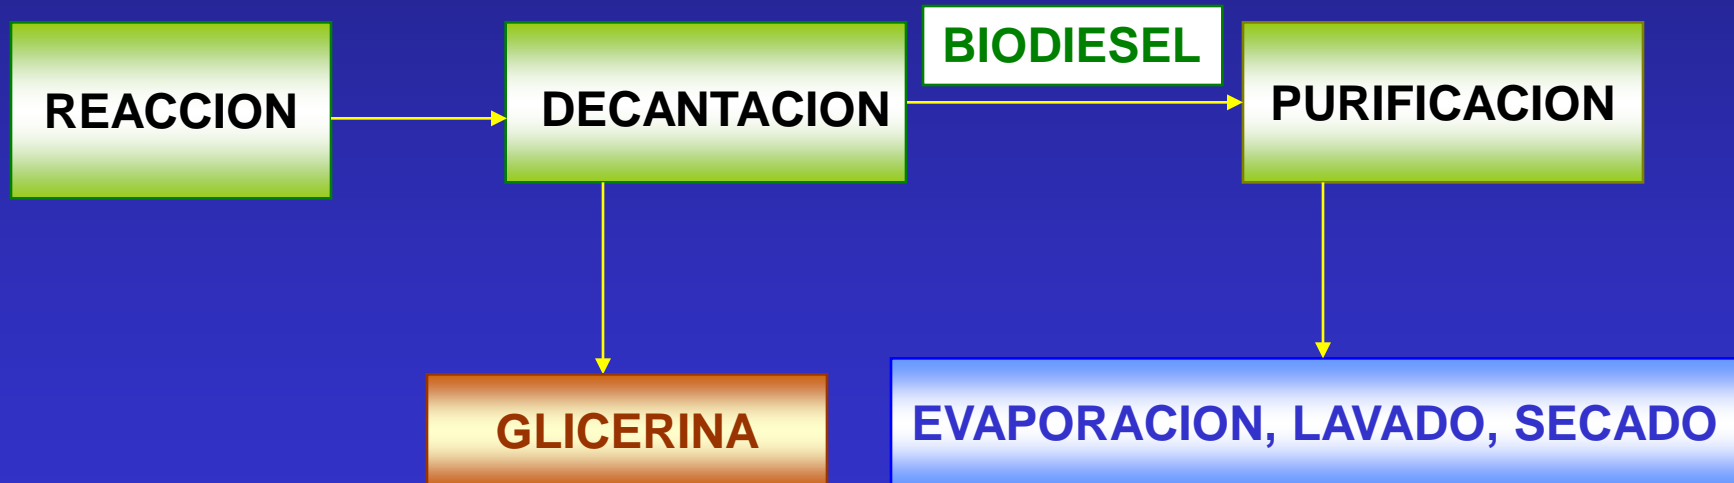 REACCION
DECANTACION
BIODIESEL
PURIFICACION
GLICERINA
EVAPORACION, LAVADO, SECADO